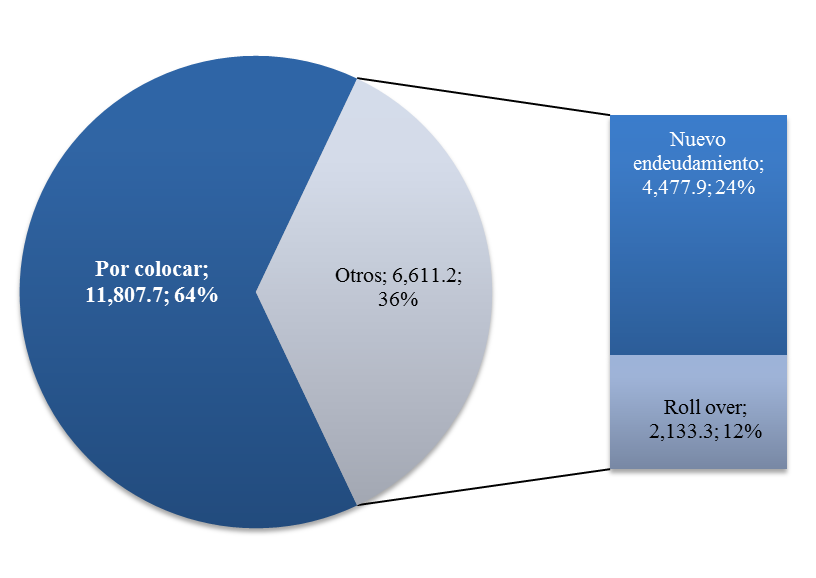 Por colocar;
11,807.7; 64%
Otros; 6,611.2;
36%
Nuevo
endeudamiento;
4,477.9; 24%
Roll over;
2,133.3; 12%